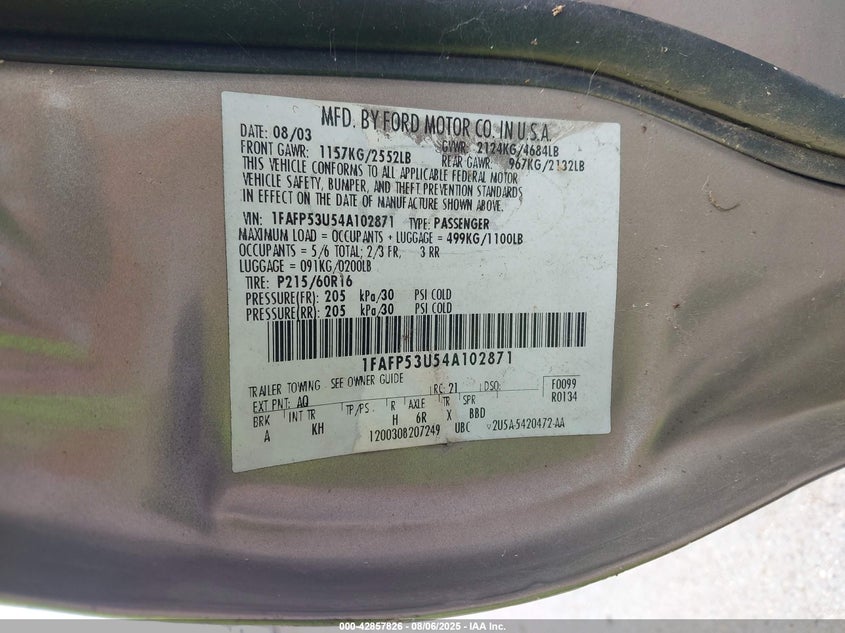 MFD. BY FORD MOTOR CO. IN U.S.A.
DATE: 08/03 GVWR: 2124KG/4684LB
FRONT GAWR: 1157KG/2552LB REAR GAWR: 967KG/2132LB
THIS VEHICLE CONFORMS TO ALL APPLICABLE FEDERAL MOTOR
VEHICLE SAFETY, BUMPER, AND THEFT PREVENTION STANDARDS
IN EFFECT ON THE DATE OF MANUFACTURE SHOWN ABOVE.
VIN: 1FAFP53U54A102871 TYPE: PASSENGER
MAXIMUM LOAD = OCCUPANTS + LUGGAGE = 499KG/1100LB
OCCUPANTS = 5/6 TOTAL; 2/3 FR, 3 RR
LUGGAGE = 091KG/0200LB
TIRE: P215/60R16
PRESSURE(FR): 205 kPa/30 PSI COLD
PRESSURE(RR): 205 kPa/30 PSI COLD
1FAFP53U54A102871
TRAILER TOWING - SEE OWNER GUIDE
EXT PNT: AQ RC: 21 DSO: F0099
BRK INT TR TP/PS R AXLE TR SPR R0134
A KH H 6R X BBD
1200308207249 UBC 2U5A-5420472-AA
000-42857826 - 08/06/2025 - IAA Inc.